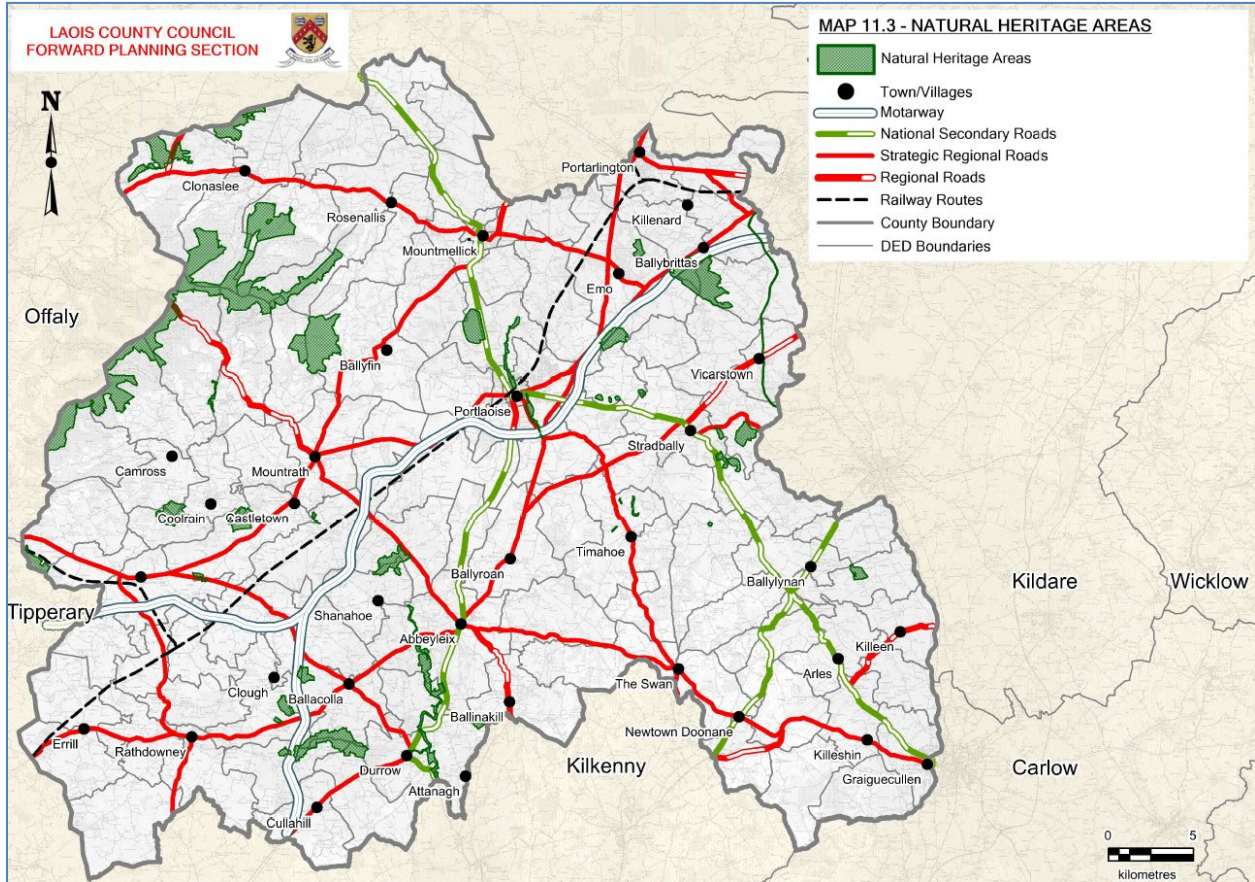 LAOIS COUNTY COUNCIL
FORWARD PLANNING SECTION
N
MAP 11.3 - NATURAL HERITAGE AREAS
Natural Heritage Areas
Town/Villages
Motarway
National Secondary Roads
Strategic Regional Roads
Regional Roads
Railway Routes
County Boundary
DED Boundaries
Portarlington
Clonaslee
Rosenallis
Killenard
Mountmellick
Ballybrittas
Emo
Offaly
Ballyfin
Vicarstown
Portlaoise
Stradbally
Camross
Mountrath
Coolrain
Castletown
Timahoe
Ballyroan
Ballylynan
Kildare
Wicklow
Tipperary
Shanahoe
Abbeyleix
Killeen
Arles
The Swan
Clough
Ballacolla
Ballinakill
Newtown Doonane
Errill
Rathdowney
Killeshin
Durrow
Kilkenny
Graiguecullen
Carlow
Attanagh
Cullahill
0 5
kilometres